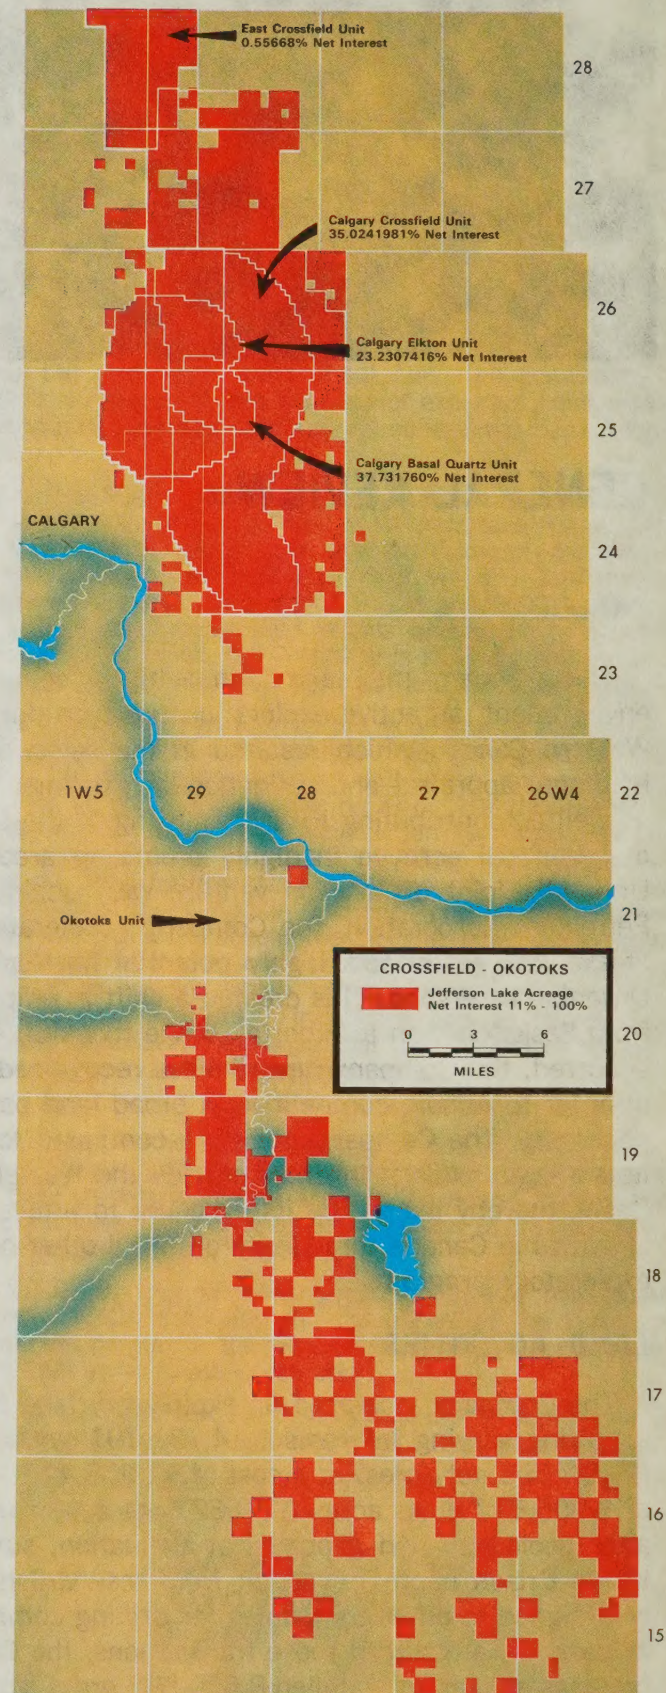 East Crossfield Unit
0.55668% Net Interest
28
27
Calgary Crossfield Unit
35.0241981% Net Interest
26
Calgary Elkton Unit
23.2307416% Net Interest
25
Calgary Basal Quartz Unit
37.731760% Net Interest
CALGARY
24
23
1W5 29 28 27 26W4 22
Okotoks Unit
21
CROSSFIELD - OKOTOKS
Jefferson Lake Acreage
Net Interest 11% - 100%
0 3 6
MILES
20
19
18
17
16
15